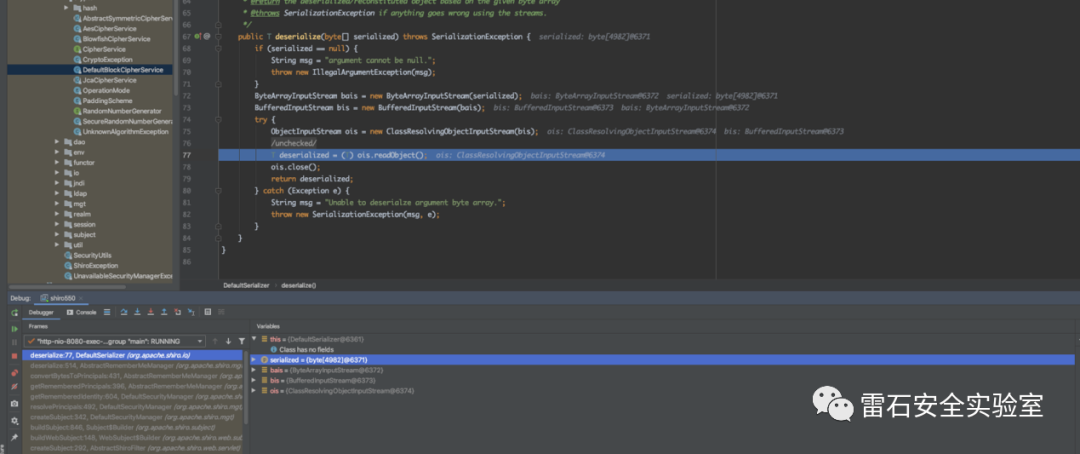 hash
AbstractSymmetricCipherServ
AesCipherService
BlowfishCipherService
CipherService
CryptoException
DefaultBlockCipherService
JcaCipherService
OperationMode
PaddingScheme
RandomNumberGenerator
SecureRandomNumberGenera
UnknownAlgorithmException
dao
env
functor
io
jndi
ldap
mgt
realm
session
subject
util
SecurityUtils
ShiroException
UnavailableSecurityManagerExce
64 * @return the deserialized/reconstituted object based on the given byte array
65 * @throws SerializationException if anything goes wrong using the streams.
66 */
67 public T deserialize(byte[] serialized) throws SerializationException { serialized: byte[4982]@6371
68 if (serialized == null) {
69 String msg = "argument cannot be null.";
70 throw new IllegalArgumentException(msg);
71 }
72 ByteArrayInputStream bais = new ByteArrayInputStream(serialized); bais: ByteArrayInputStream@6372 serialized: byte[4982]@6371
73 BufferedInputStream bis = new BufferedInputStream(bais); bis: BufferedInputStream@6373 bais: ByteArrayInputStream@6372
74 try {
75 ObjectInputStream ois = new ClassResolvingObjectInputStream(bis); ois: ClassResolvingObjectInputStream@6374 bis: BufferedInputStream@6373
76 /unchecked/
77 T deserialized = (T) ois.readObject(); ois: ClassResolvingObjectInputStream@6374
78 ois.close();
79 return deserialized;
80 } catch (Exception e) {
81 String msg = "Unable to deserialze argument byte array.";
82 throw new SerializationException(msg, e);
83 }
84 }
85 }
86
DefaultSerializer › deserialize()
Debug: shiro550
Debugger Console
Frames
Variables
"http-nio-8080-exec-...group "main": RUNNING
deserialize:77, DefaultSerializer (org.apache.shiro.io)
deserialize:514, AbstractRememberMeManager (org.apache.shiro.mg
convertBytesToPrincipals:431, AbstractRememberMeManager (
getRememberedPrincipals:396, AbstractRememberMeManager (
getRememberedIdentity:604, DefaultSecurityManager (org.apach
resolvePrincipals:492, DefaultSecurityManager (org.apache.shiro.mgt
createSubject:342, DefaultSecurityManager (org.apache.shiro.mgt)
buildSubject:846, Subject$Builder (org.apache.shiro.subject)
buildWebSubject:148, WebSubject$Builder (org.apache.shiro.web.sub
createSubject:292, AbstractShiroFilter (org.apache.shiro.web.servlet)
this = {DefaultSerializer@6361}
Class has no fields
serialized = {byte[4982]@6371}
bais = {ByteArrayInputStream@6372}
bis = {BufferedInputStream@6373}
ois = {ClassResolvingObjectInputStream@6374}
雷石安全实验室